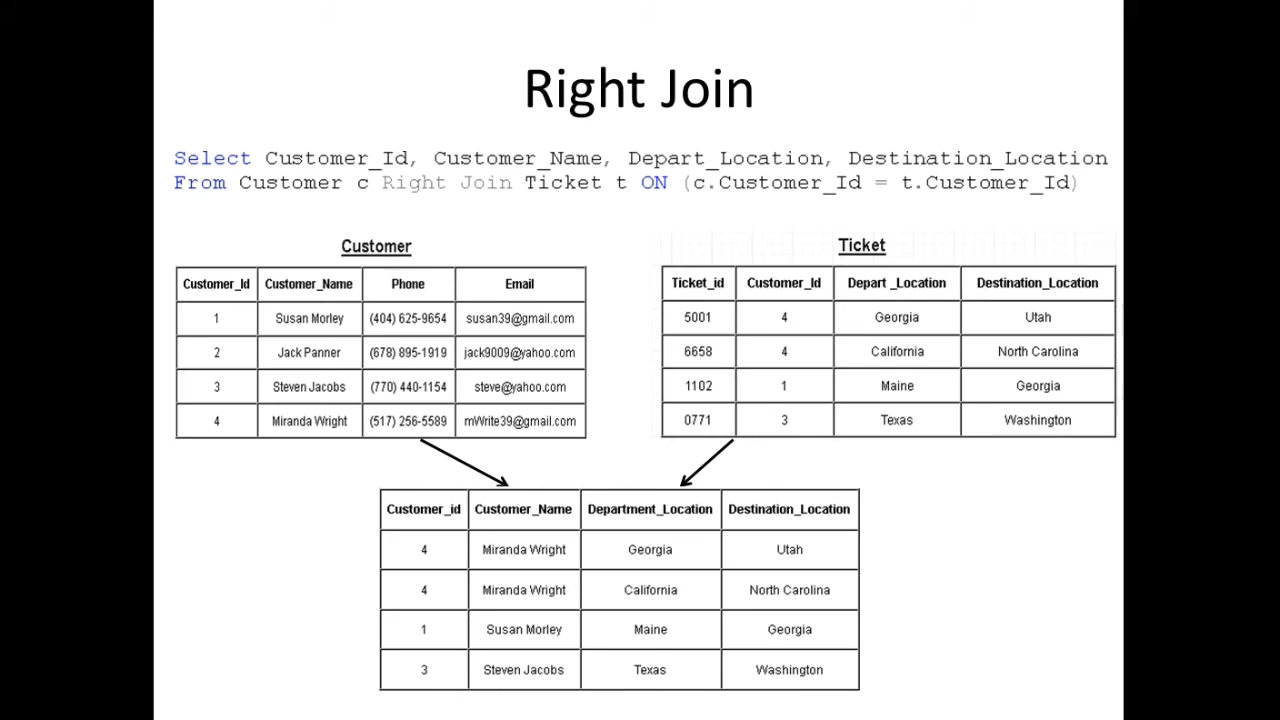 Right Join
Select Customer_Id, Customer_Name, Depart_Location, Destination_Location
From Customer c Right Join Ticket t ON (c.Customer_Id = t.Customer_Id)
Customer
Customer_Id Customer_Name Phone Email
1 Susan Morley (404) 625-9654 susan39@gmail.com
2 Jack Panner (678) 895-1919 jack9009@yahoo.com
3 Steven Jacobs (770) 440-1154 steve@yahoo.com
4 Miranda Wright (517) 256-5589 mWrite39@gmail.com
Ticket
Ticket_id Customer_Id Depart _Location Destination_Location
5001 4 Georgia Utah
6658 4 California North Carolina
1102 1 Maine Georgia
0771 3 Texas Washington
Customer_id Customer_Name Department_Location Destination_Location
4 Miranda Wright Georgia Utah
4 Miranda Wright California North Carolina
1 Susan Morley Maine Georgia
3 Steven Jacobs Texas Washington